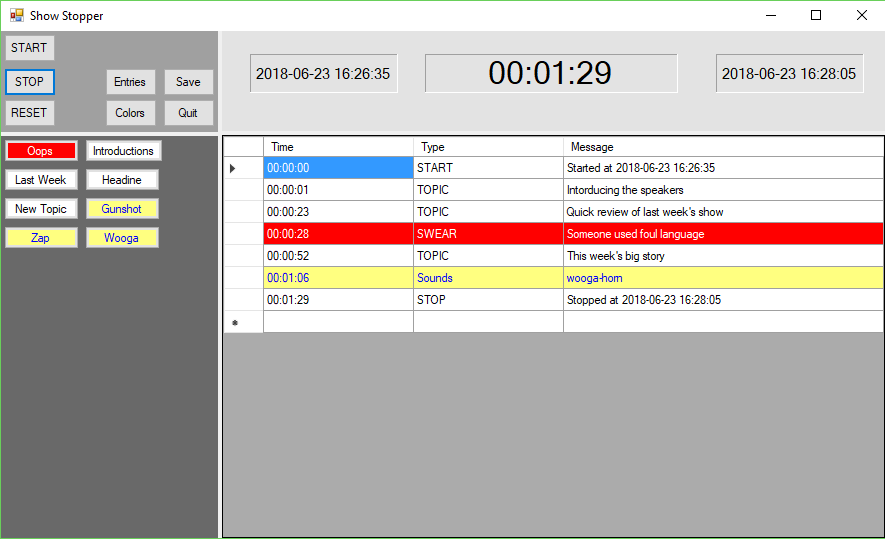 Show Stopper
START
STOP
Entries
Save
RESET
Colors
Quit
2018-06-23 16:26:35
00:01:29
2018-06-23 16:28:05
Oops
Introductions
Last Week
Headine
New Topic
Gunshot
Zap
Wooga
Time Type Message
00:00:00 START Started at 2018-06-23 16:26:35
00:00:01 TOPIC Intorducing the speakers
00:00:23 TOPIC Quick review of last week's show
00:00:28 SWEAR Someone used foul language
00:00:52 TOPIC This week's big story
00:01:06 Sounds wooga-horn
00:01:29 STOP Stopped at 2018-06-23 16:28:05